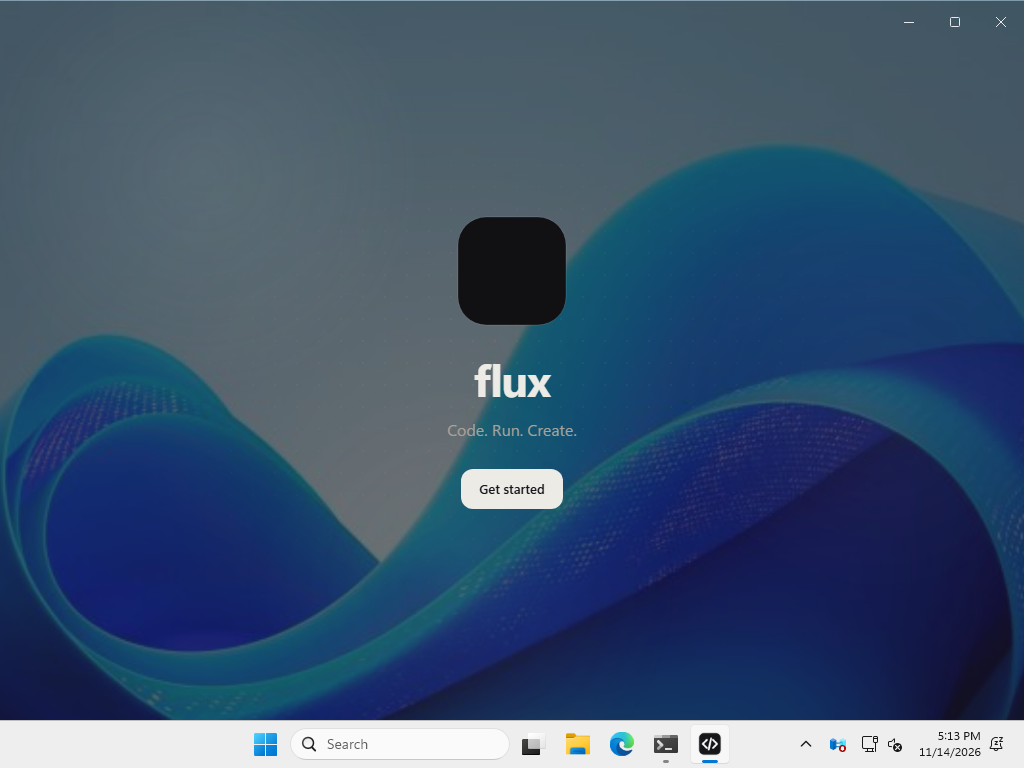 flux
Code. Run. Create.
Get started
Search
5:13 PM
11/14/2026